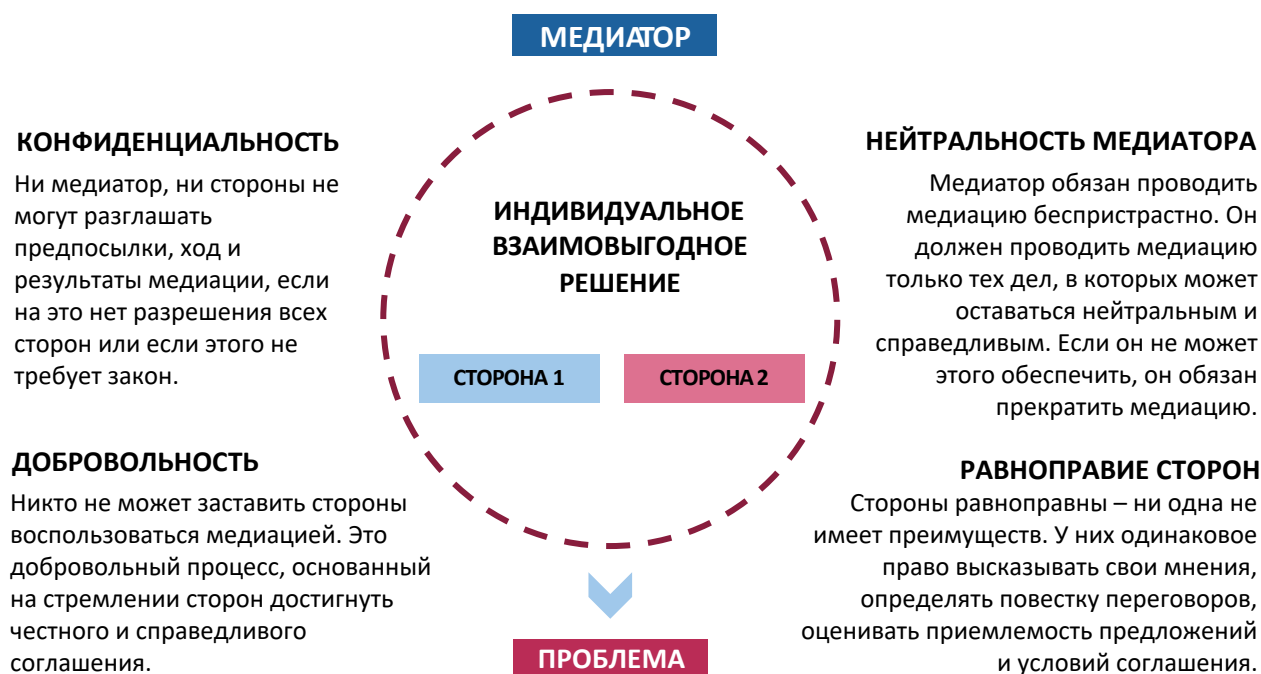 МЕДИАТОР
КОНФИДЕНЦИАЛЬНОСТЬ
Ни медиатор, ни стороны не
могут разглашать
предпосылки, ход и
результаты медиации, если
на это нет разрешения всех
сторон или если этого не
требует закон.
ДОБРОВОЛЬНОСТЬ
Никто не может заставить стороны
воспользоваться медиацией. Это
добровольный процесс, основанный
на стремлении сторон достигнуть
честного и справедливого
соглашения.
ИНДИВИДУАЛЬНОЕ
ВЗАИМОВЫГОДНОЕ
РЕШЕНИЕ
СТОРОНА 1
СТОРОНА 2
ПРОБЛЕМА
НЕЙТРАЛЬНОСТЬ МЕДИАТОРА
Медиатор обязан проводить
медиацию беспристрастно. Он
должен проводить медиацию
только тех дел, в которых может
оставаться нейтральным и
справедливым. Если он не может
этого обеспечить, он обязан
прекратить медиацию.
РАВНОПРАВИЕ СТОРОН
Стороны равноправны – ни одна не
имеет преимуществ. У них одинаковое
право высказывать свои мнения,
определять повестку переговоров,
оценивать приемлемость предложений
и условий соглашения.